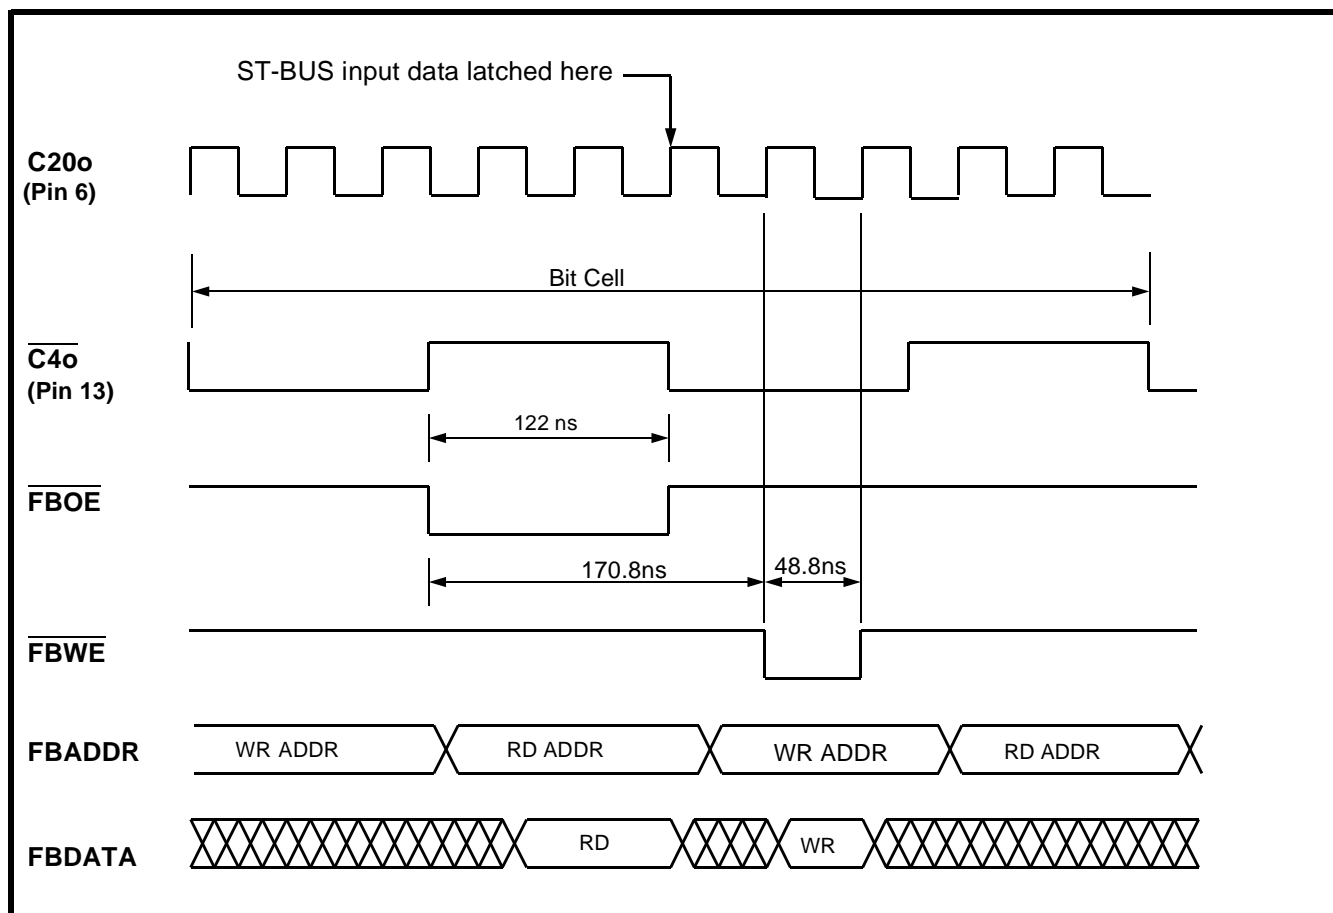 ST-BUS input data latched here
C20o
(Pin 6)
Bit Cell
C4o
(Pin 13)
122 ns
FBOE
170.8ns
48.8ns
FBWE
FBADDR
WR ADDR
RD ADDR
WR ADDR
RD ADDR
FBDATA
RD
WR